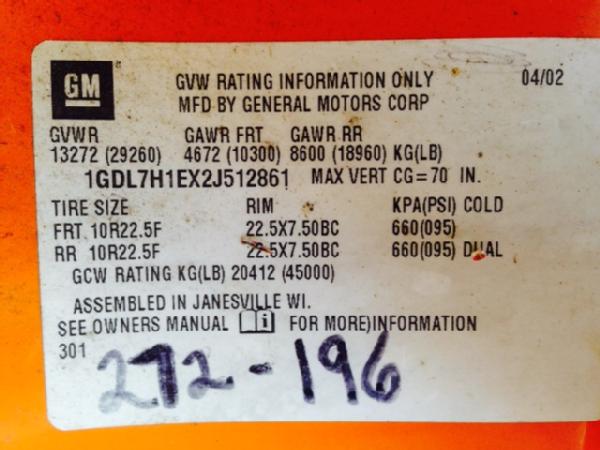 GM
GVW RATING INFORMATION ONLY 04/02
MFD BY GENERAL MOTORS CORP
GVWR GAWR FRT GAWR RR
13272 (29260) 4672 (10300) 8600 (18960) KG(LB)
1GDL7H1EX2J512861 MAX VERT CG=70 IN.
TIRE SIZE RIM KPA(PSI) COLD
FRT 10R22.5F 22.5X7.50BC 660(095)
RR 10R22.5F 22.5X7.50BC 660(095) DUAL
GCW RATING KG(LB) 20412 (45000)
ASSEMBLED IN JANESVILLE WI.
SEE OWNERS MANUAL i FOR MORE)INFORMATION
301
272-196